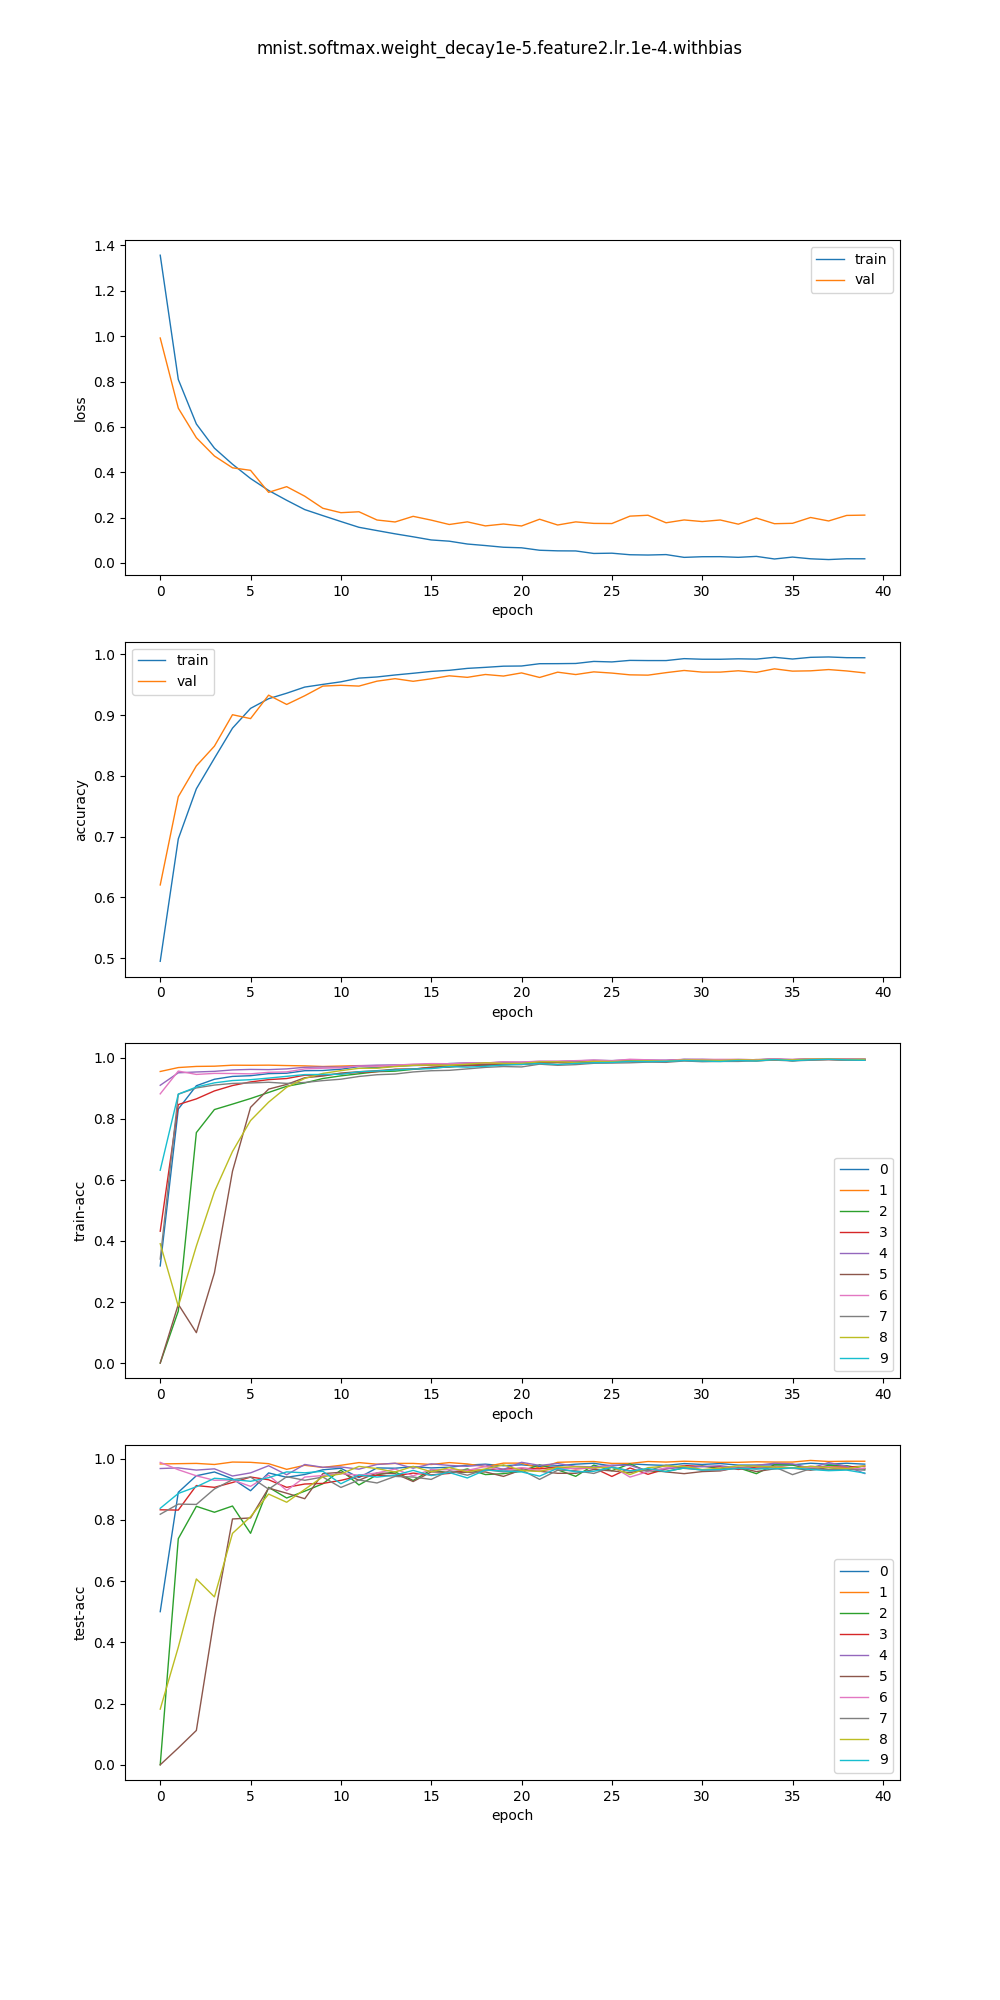 mnist.softmax.weight_decay1e-5.feature2.lr.1e-4.withbias
1.4
1.2
1.0
0.8
0.6
0.4
0.2
0.0
loss
train
val
0 5 10 15 20 25 30 35 40
epoch
1.0
0.9
0.8
0.7
0.6
0.5
accuracy
train
val
0 5 10 15 20 25 30 35 40
epoch
1.0
0.8
0.6
0.4
0.2
0.0
train-acc
0
1
2
3
4
5
6
7
8
9
0 5 10 15 20 25 30 35 40
epoch
1.0
0.8
0.6
0.4
0.2
0.0
test-acc
0
1
2
3
4
5
6
7
8
9
0 5 10 15 20 25 30 35 40
epoch